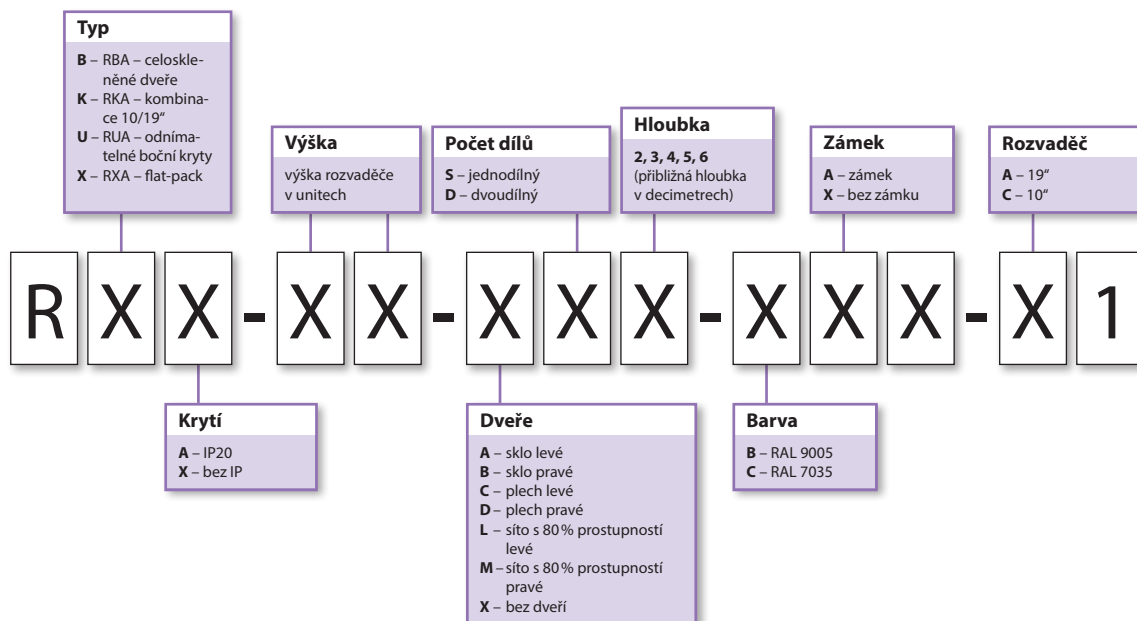 Typ
B – RBA – celoskle-
něné dveře
K – RKA – kombina-
ce 10/19“
U – RUA – odníma-
telné boční kryty
X – RXA – flat-pack
Výška
výška rozvaděče
v unitech
Počet dílů
S – jednodílný
D – dvoudílný
Hloubka
2, 3, 4, 5, 6
(přibližná hloubka
v decimetrech)
Zámek
A – zámek
X – bez zámku
Rozvaděč
A – 19“
C – 10“
R X X - X X - X X X - X X X - X 1
Krytí
A – IP20
X – bez IP
Dveře
A – sklo levé
B – sklo pravé
C – plech levé
D – plech pravé
L – síto s 80 % prostupností
levé
M – síto s 80 % prostupností
pravé
X – bez dveří
Barva
B – RAL 9005
C – RAL 7035